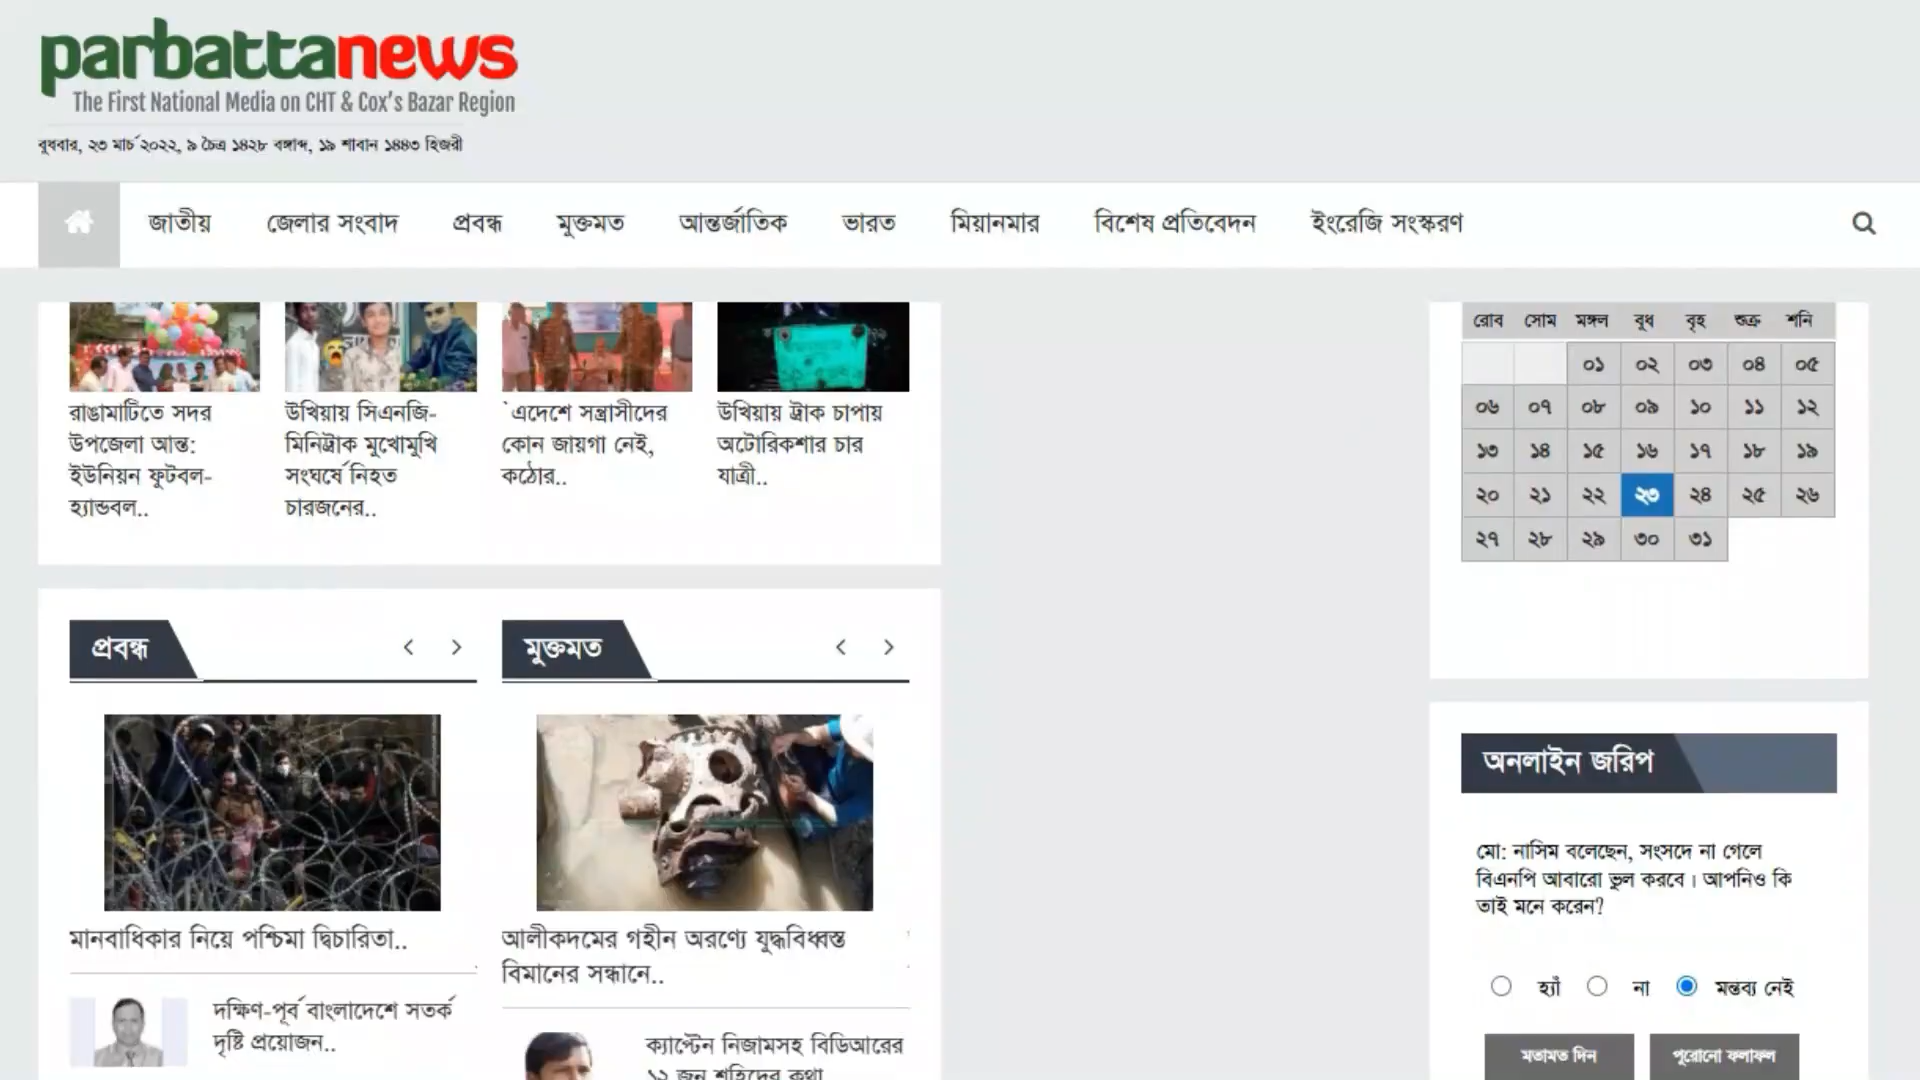 parbattanews
The First National Media on CHT & Cox's Bazar Region
বুধবার, ২৩ মার্চ ২০২২, ৯ চৈত্র ১৪২৮ বঙ্গাব্দ, ১৯ শাবান ১৪৪৩ হিজরী
জাতীয় জেলার সংবাদ প্রবন্ধ মুক্তমত আন্তর্জাতিক ভারত মিয়ানমার বিশেষ প্রতিবেদন ইংরেজি সংস্করণ
রাঙামাটিতে সদর
উপজেলা আন্ত:
ইউনিয়ন ফুটবল-
হ্যান্ডবল..
উখিয়ায় সিএনজি-
মিনিট্রাক মুখোমুখি
সংঘর্ষে নিহত
চারজনের..
`এদেশে সন্ত্রাসীদের
কোন জায়গা নেই,
কঠোর..
উখিয়ায় ট্রাক চাপায়
অটোরিকশার চার
যাত্রী..
প্রবন্ধ
মানবাধিকার নিয়ে পশ্চিমা দ্বিচারিতা..
দক্ষিণ-পূর্ব বাংলাদেশে সতর্ক
দৃষ্টি প্রয়োজন..
মুক্তমত
আলীকদমের গহীন অরণ্যে যুদ্ধবিধ্বস্ত
বিমানের সন্ধানে..
ক্যাপ্টেন নিজামসহ বিডিআরের
১২ জন শহিদের কথা
রোব সোম মঙ্গল বুধ বৃহ শুক্র শনি
০১ ০২ ০৩ ০৪ ০৫
০৬ ০৭ ০৮ ০৯ ১০ ১১ ১২
১৩ ১৪ ১৫ ১৬ ১৭ ১৮ ১৯
২০ ২১ ২২ ২৩ ২৪ ২৫ ২৬
২৭ ২৮ ২৯ ৩০ ৩১
অনলাইন জরিপ
মো: নাসিম বলেছেন, সংসদে না গেলে
বিএনপি আবারো ভুল করবে। আপনিও কি
তাই মনে করেন?
হ্যাঁ না মন্তব্য নেই
মতামত দিন পুরোনো ফলাফল